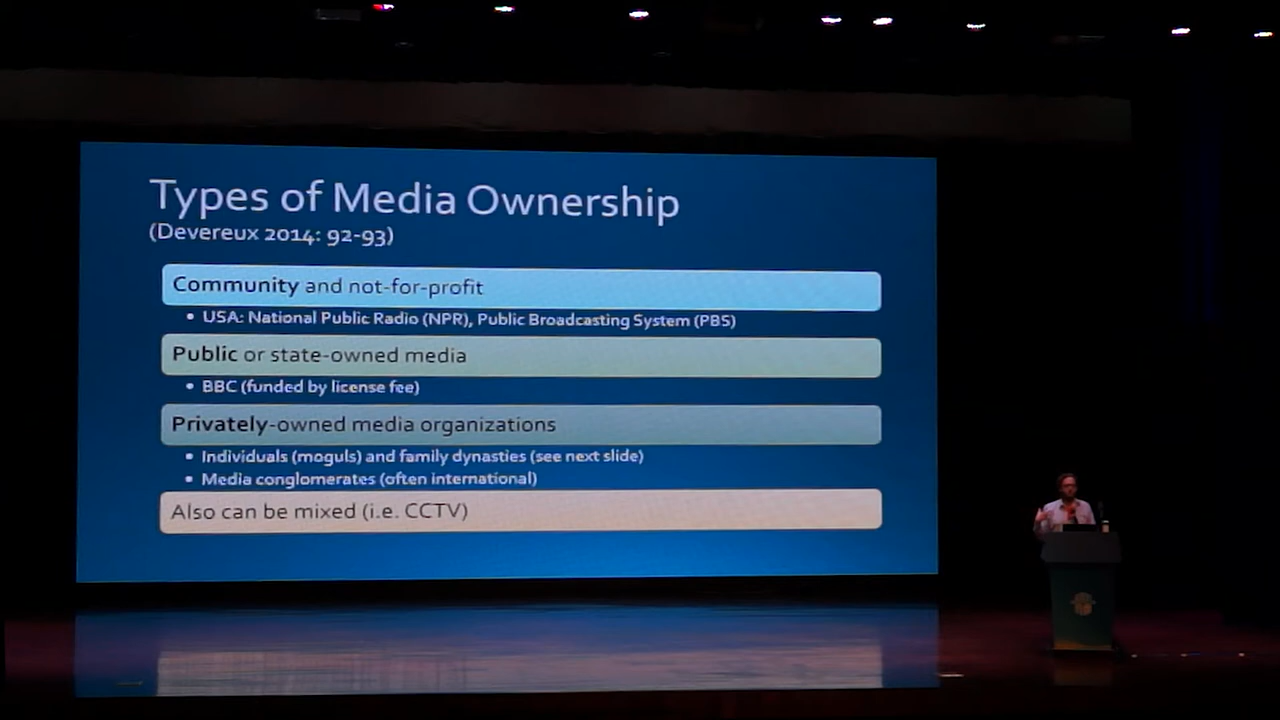 Types of Media Ownership
(Devereux 2014: 92-93)
Community and not-for-profit
• USA: National Public Radio (NPR), Public Broadcasting System (PBS)
Public or state-owned media
• BBC (funded by license fee)
Privately-owned media organizations
• Individuals (moguls) and family dynasties (see next slide)
• Media conglomerates (often international)
Also can be mixed (i.e. CCTV)